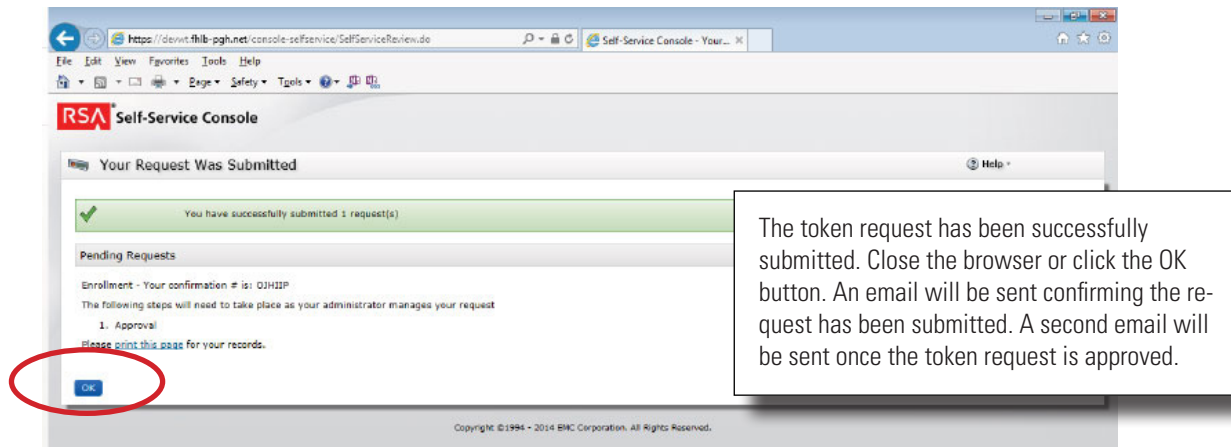 https://devwt.fhlb-pgh.net/console-selfservice/SelfServiceReview.do
Self-Service Console - Your...
File Edit View Favorites Tools Help
Page Safety Tools
RSA Self-Service Console
Your Request Was Submitted
Help
You have successfully submitted 1 request(s)
Pending Requests
Enrollment - Your confirmation # is: OJHIIP
The following steps will need to take place as your administrator manages your request
1. Approval
Please print this page for your records.
OK
The token request has been successfully
submitted. Close the browser or click the OK
button. An email will be sent confirming the re-
quest has been submitted. A second email will
be sent once the token request is approved.
Copyright ©1994 - 2014 EMC Corporation. All Rights Reserved.